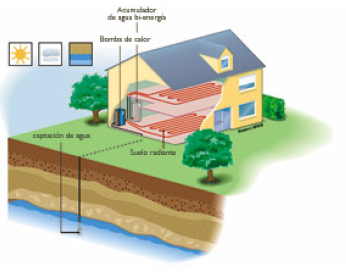 Acumulador
de agua bi-energía
Bomba de calor
captación de agua
Suelo radiante